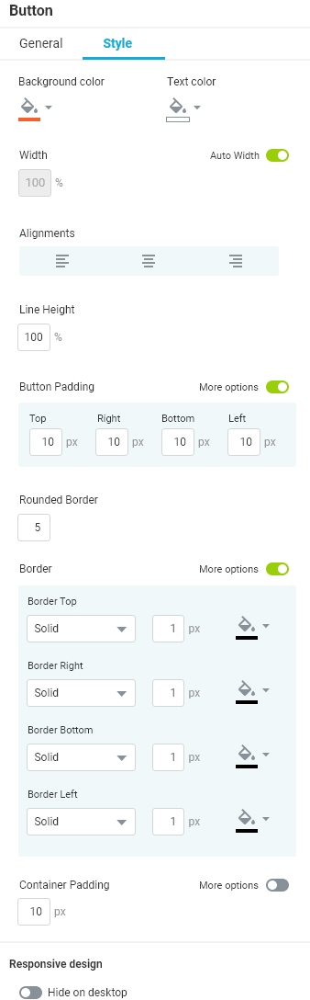 Button
General Style
Background color Text color
Width Auto Width
100 %
Alignments
Line Height
100 %
Button Padding More options
Top Right Bottom Left
10 px 10 px 10 px 10 px
Rounded Border
5
Border More options
Border Top
Solid 1 px
Border Right
Solid 1 px
Border Bottom
Solid 1 px
Border Left
Solid 1 px
Container Padding More options
10 px
Responsive design
Hide on desktop